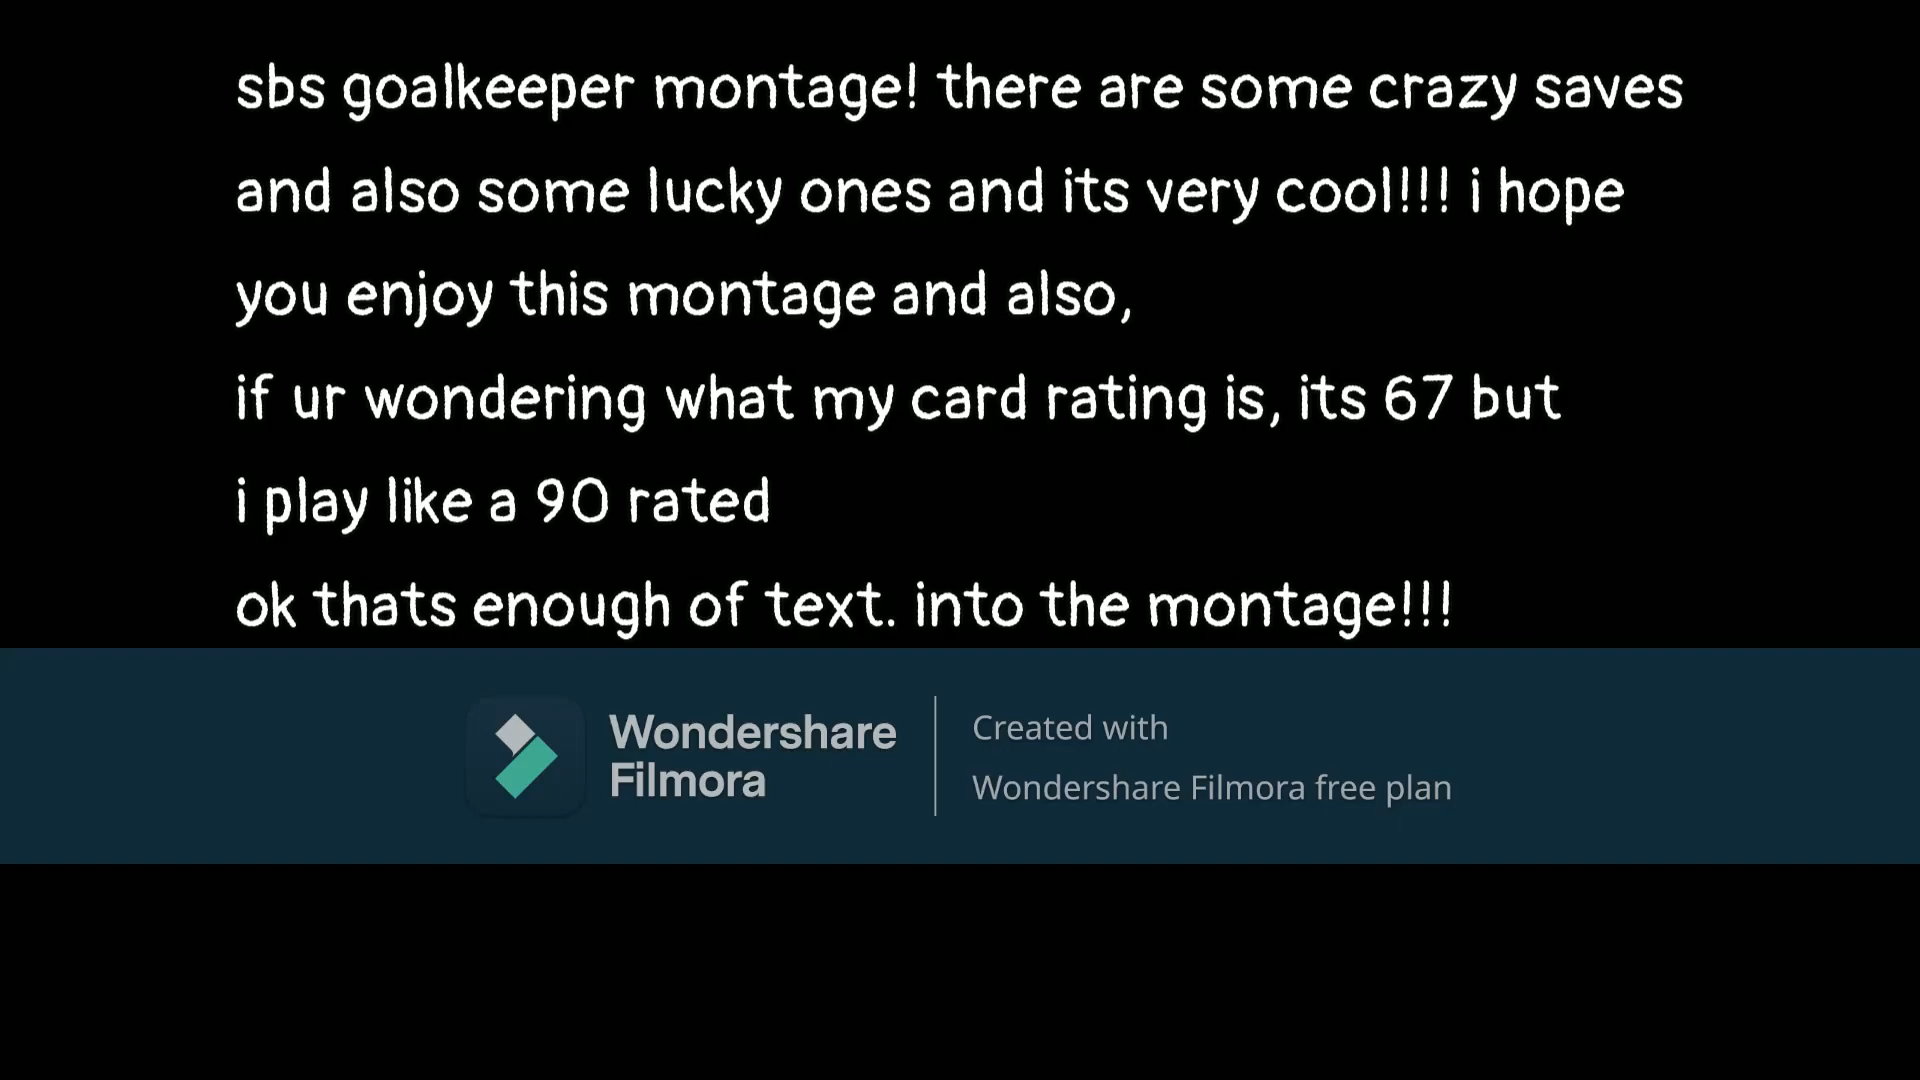 sbs goalkeeper montage! there are some crazy saves
and also some lucky ones and its very cool!!! i hope
you enjoy this montage and also,
if ur wondering what my card rating is, its 67 but
i play like a 90 rated
ok thats enough of text. into the montage!!!
Wondershare
Filmora
Created with
Wondershare Filmora free plan